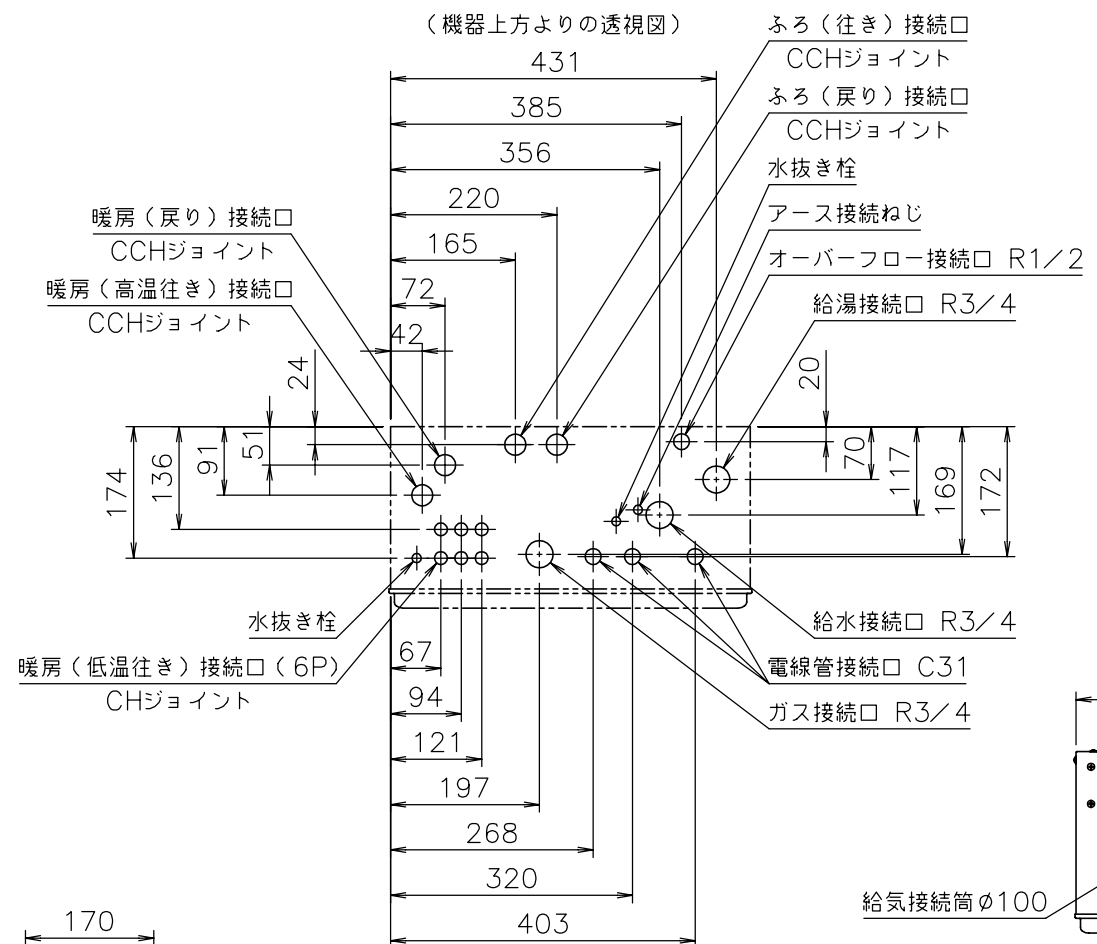 (機器上方よりの透視図)
ふろ(往き)接続口
CCHジョイント
431
ふろ(戻り)接続口
CCHジョイント
385
356
水抜き栓
220
アース接続ねじ
暖房(戻り)接続口
CCHジョイント
165
オーバーフロー接続口 R1/2
暖房(高温往き)接続口
CCHジョイント
72
給湯接続口 R3/4
42
24
20
174
136
91
51
70
117
169
172
水抜き栓
給水接続口 R3/4
67
暖房(低温往き)接続口(6P)
CHジョイント
電線管接続口 C31
94
ガス接続口 R3/4
121
197
268
320
給気接続筒φ100
403
170